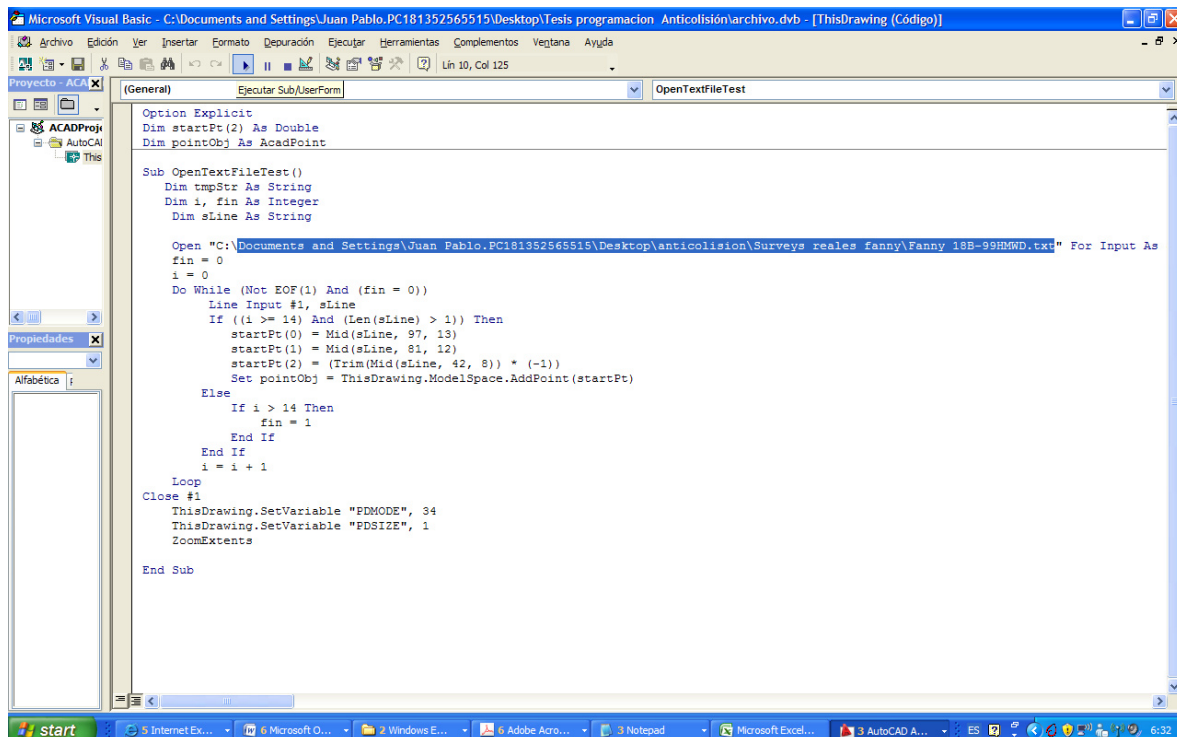 Microsoft Visual Basic - C:\Documents and Settings\Juan Pablo.PC181352565515\Desktop\Tesis programacion Anticolisión\archivo.dvb - [ThisDrawing (Código)]
Archivo Edición Ver Insertar Formato Depuración Ejecutar Herramientas Complementos Ventana Ayuda
Lín 10, Col 125
Proyecto - ACA
(General) OpenTextFileTest
Ejecutar Sub/UserForm
ACADProje
AutoCAI
This
Option Explicit
Dim startPt(2) As Double
Dim pointObj As AcadPoint
Sub OpenTextFileTest()
Dim tmpStr As String
Dim i, fin As Integer
Dim sLine As String
Open "C:\Documents and Settings\Juan Pablo.PC181352565515\Desktop\anticolision\Surveys reales fanny\Fanny 18B-99HMWD.txt" For Input As
fin = 0
i = 0
Do While (Not EOF(1) And (fin = 0))
Line Input #1, sLine
If ((i >= 14) And (Len(sLine) > 1)) Then
startPt(0) = Mid(sLine, 97, 13)
startPt(1) = Mid(sLine, 81, 12)
startPt(2) = (Trim(Mid(sLine, 42, 8)) * (-1))
Set pointObj = ThisDrawing.ModelSpace.AddPoint(startPt)
Else
If i > 14 Then
fin = 1
End If
End If
i = i + 1
Loop
Close #1
ThisDrawing.SetVariable "PDMODE", 34
ThisDrawing.SetVariable "PDSIZE", 1
ZoomExtents
End Sub
Propiedades
Alfabética
start 5 Internet Ex... 6 Microsoft O... 2 Windows E... 6 Adobe Acro... 3 Notepad Microsoft Excel... 3 AutoCAD A... ES 6:32